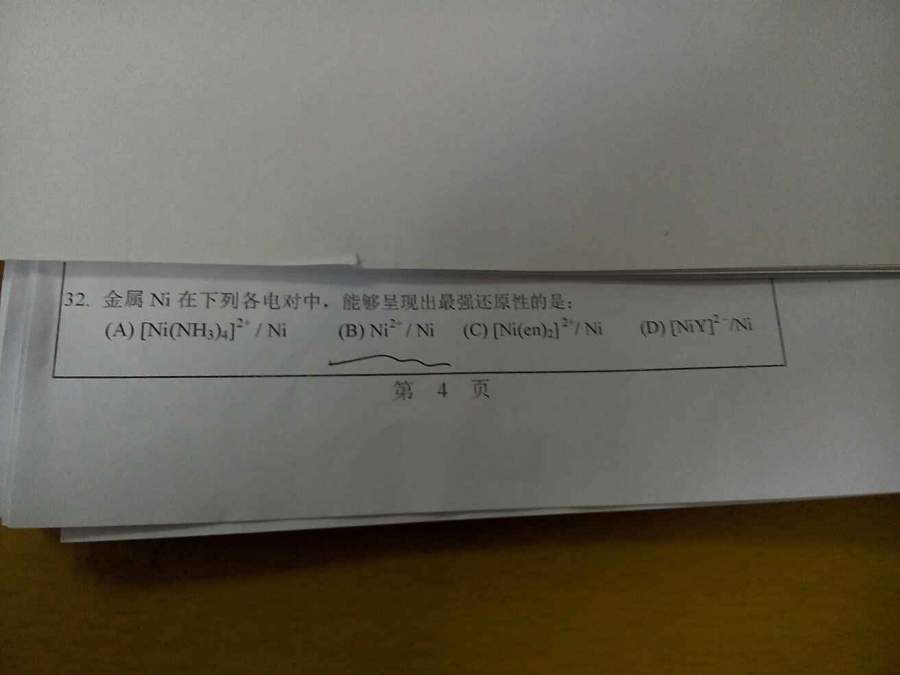 32. 金属 Ni 在下列各电对中，能够呈现出最强还原性的是：
(A) [Ni(NH₃)₄]²⁺ / Ni (B) Ni²⁺ / Ni (C) [Ni(en)₂]²⁺/ Ni (D) [NiY]²⁻/Ni
第 4 页